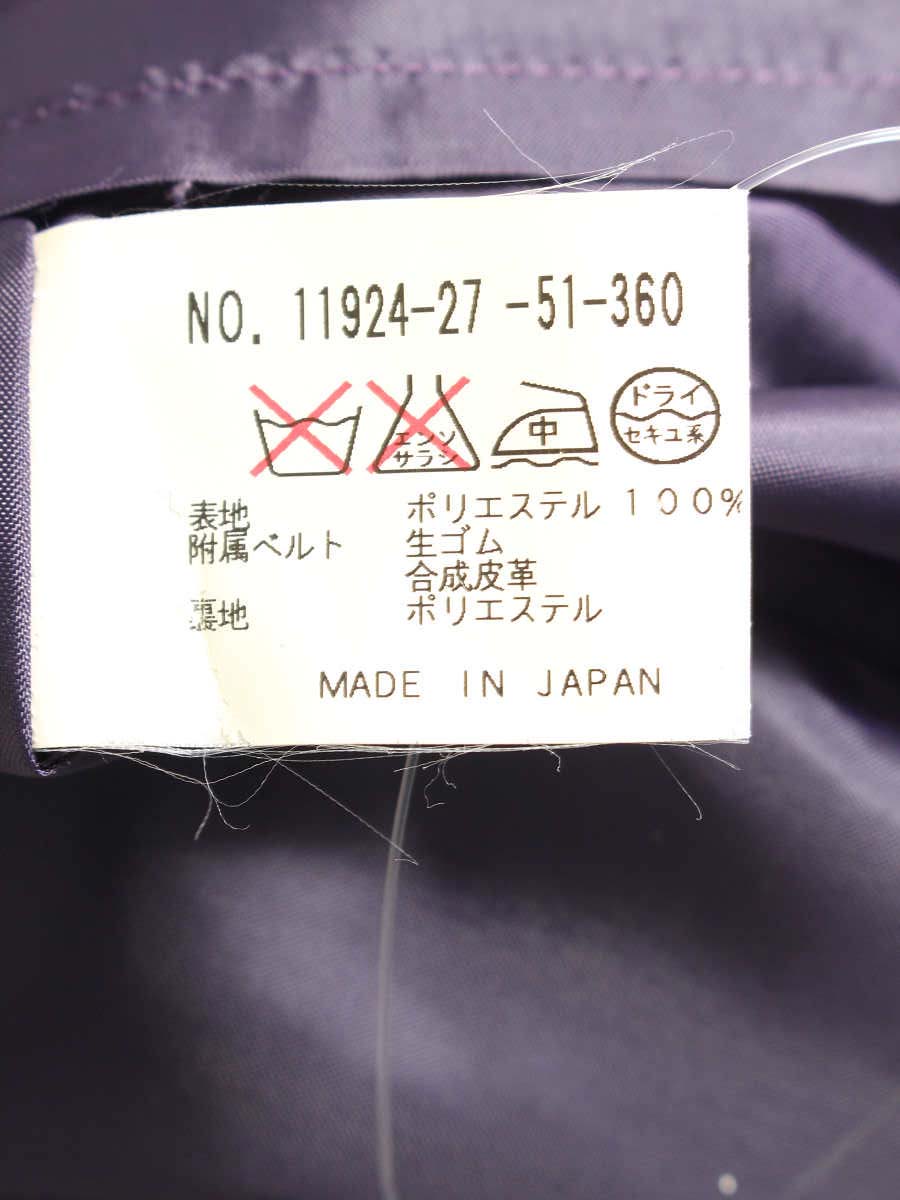 NO. 11924-27 -51-360
エンソ サラシ 中 ドライ セキユ系
表地 ポリエステル 100%
附属ベルト 生ゴム
合成皮革
裏地 ポリエステル
MADE IN JAPAN